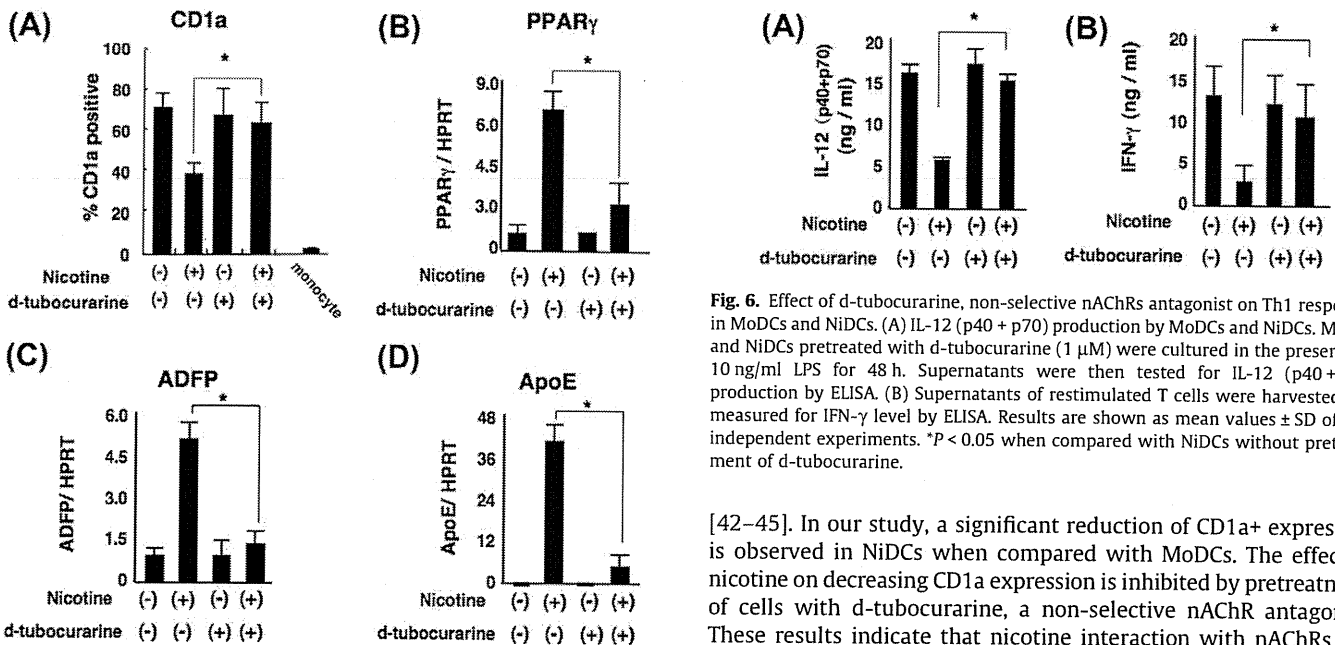 (A)
CD1a
% CD1a positive
100
80
60
40
20
0
*
Nicotine (-) (+) (-) (+) monocyte
d-tubocurarine (-) (-) (+) (+)
(B)
PPARγ
PPARγ / HPRT
9.0
6.0
4.5
3.0
0
*
Nicotine (-) (+) (-) (+)
d-tubocurarine (-) (-) (+) (+)
(C)
ADFP
ADFP/ HPRT
6.0
4.5
3.0
1.5
0
*
Nicotine (-) (+) (-) (+)
d-tubocurarine (-) (-) (+) (+)
(D)
ApoE
ApoE/ HPRT
48
36
24
12
0
*
Nicotine (-) (+) (-) (+)
d-tubocurarine (-) (-) (+) (+)
(A)
IL-12 (p40+p70)
(ng / ml)
20
15
10
5
0
*
Nicotine (-) (+) (-) (+)
d-tubocurarine (-) (-) (+) (+)
(B)
IFN-γ (ng / ml)
20
15
10
5
0
*
Nicotine (-) (+) (-) (+)
d-tubocurarine (-) (-) (+) (+)
Fig. 6. Effect of d-tubocurarine, non-selective nAChRs antagonist on Th1 respo
in MoDCs and NiDCs. (A) IL-12 (p40 + p70) production by MoDCs and NiDCs. M
and NiDCs pretreated with d-tubocurarine (1 μM) were cultured in the presen
10 ng/ml LPS for 48 h. Supernatants were then tested for IL-12 (p40 +
production by ELISA. (B) Supernatants of restimulated T cells were harvested
measured for IFN-γ level by ELISA. Results are shown as mean values ± SD of
independent experiments. *P < 0.05 when compared with NiDCs without pret
ment of d-tubocurarine.
[42–45]. In our study, a significant reduction of CD1a+ expres
is observed in NiDCs when compared with MoDCs. The effec
nicotine on decreasing CD1a expression is inhibited by pretreatn
of cells with d-tubocurarine, a non-selective nAChR antagor
These results indicate that nicotine interaction with nAChRs